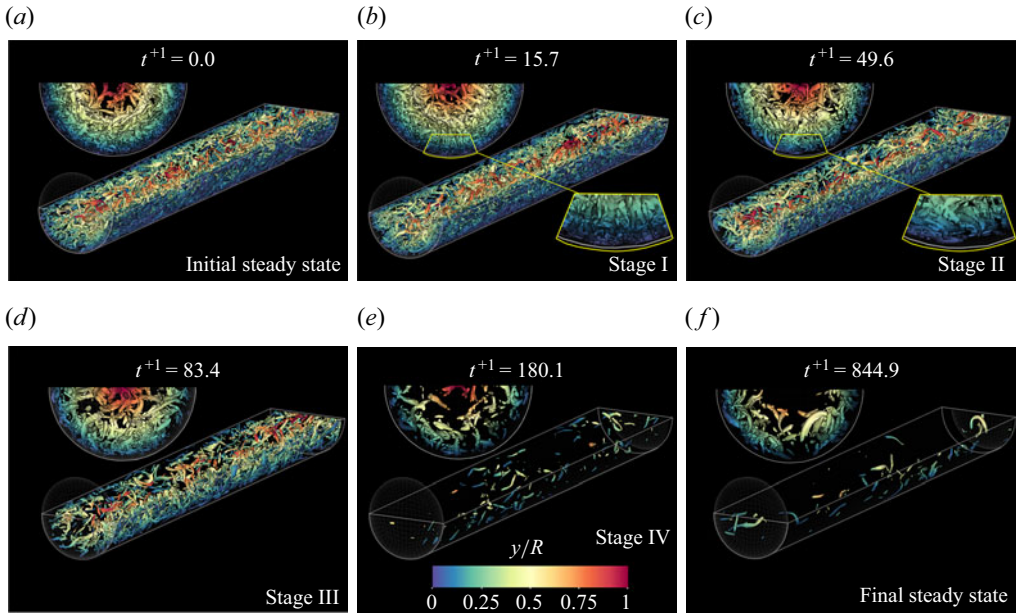 (a)
(b)
(c)
t⁺¹ = 0.0
t⁺¹ = 15.7
t⁺¹ = 49.6
Initial steady state
Stage I
Stage II
(d)
(e)
(f)
t⁺¹ = 83.4
t⁺¹ = 180.1
t⁺¹ = 844.9
Stage III
Stage IV
y/R
0 0.25 0.5 0.75 1
Final steady state